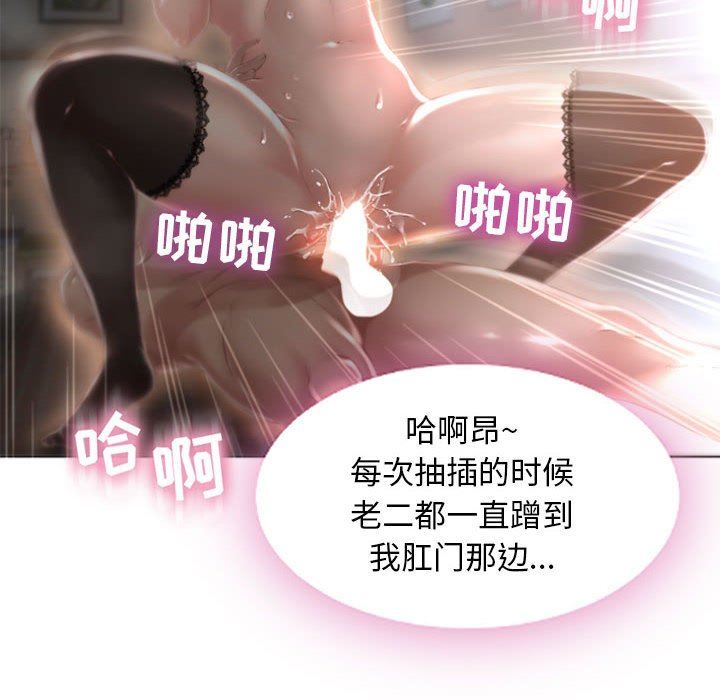 啊
啪啪
啪啪
哈啊
哈啊昂~
每次抽插的时候
老二都一直蹭到
我肛门那边...